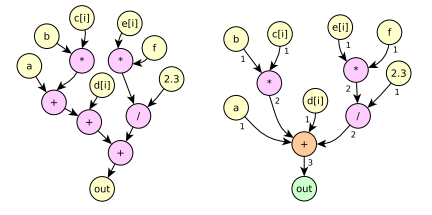 c[i] e[i]
b f
* *
a d[i] 2.3
+
+ /
+
out
e[i] f
b c[i] 1 1
1 1
* * 2.3
2 2 1
a d[i]
1 1 /
+ 2
3
out